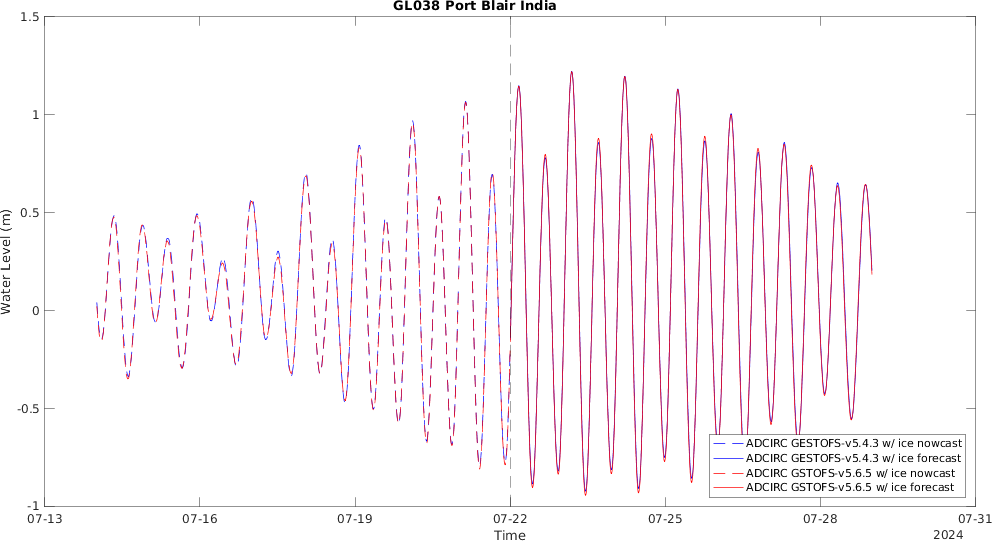 GL038 Port Blair India
1.5
1
0.5
0
-0.5
-1
Water Level (m)
07-13
07-16
07-19
07-22
07-25
07-28
07-31
Time
2024
ADCIRC GESTOFS-v5.4.3 w/ ice nowcast
ADCIRC GESTOFS-v5.4.3 w/ ice forecast
ADCIRC GSTOFS-v5.6.5 w/ ice nowcast
ADCIRC GSTOFS-v5.6.5 w/ ice forecast